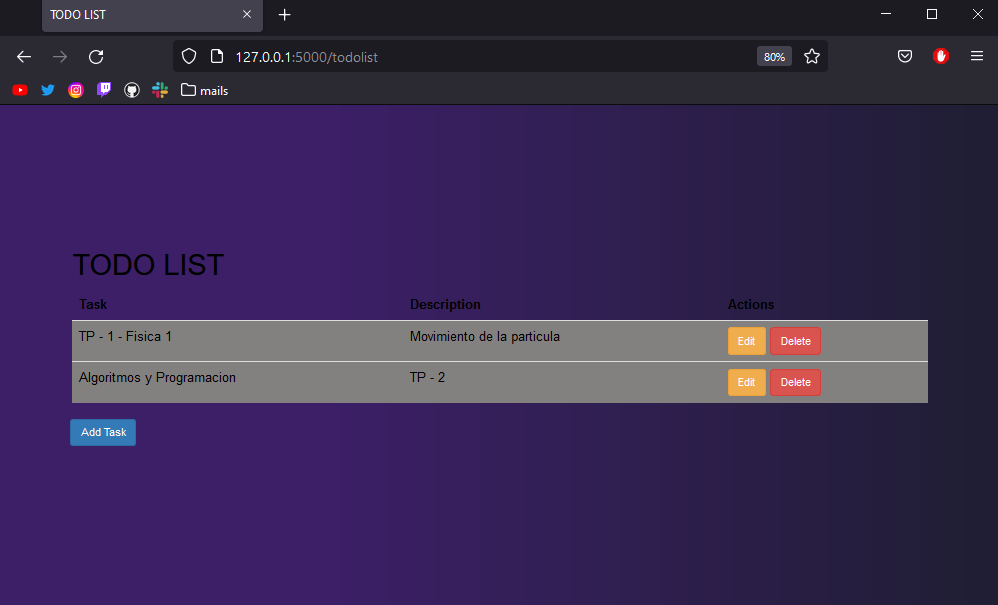 TODO LIST
127.0.0.1:5000/todolist 80%
mails
TODO LIST
Task Description Actions
TP - 1 - Fisica 1 Movimiento de la particula Edit Delete
Algoritmos y Programacion TP - 2 Edit Delete
Add Task